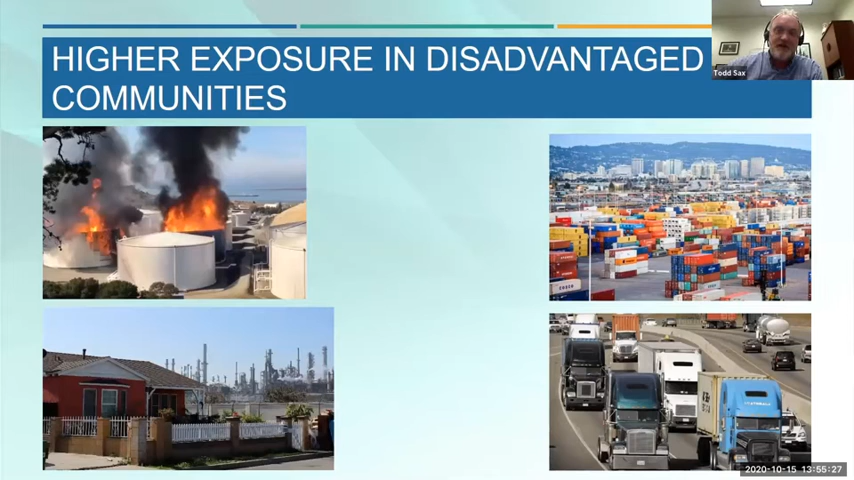 HIGHER EXPOSURE IN DISADVANTAGED
COMMUNITIES
Todd Sax
2020-10-15 13:55:27